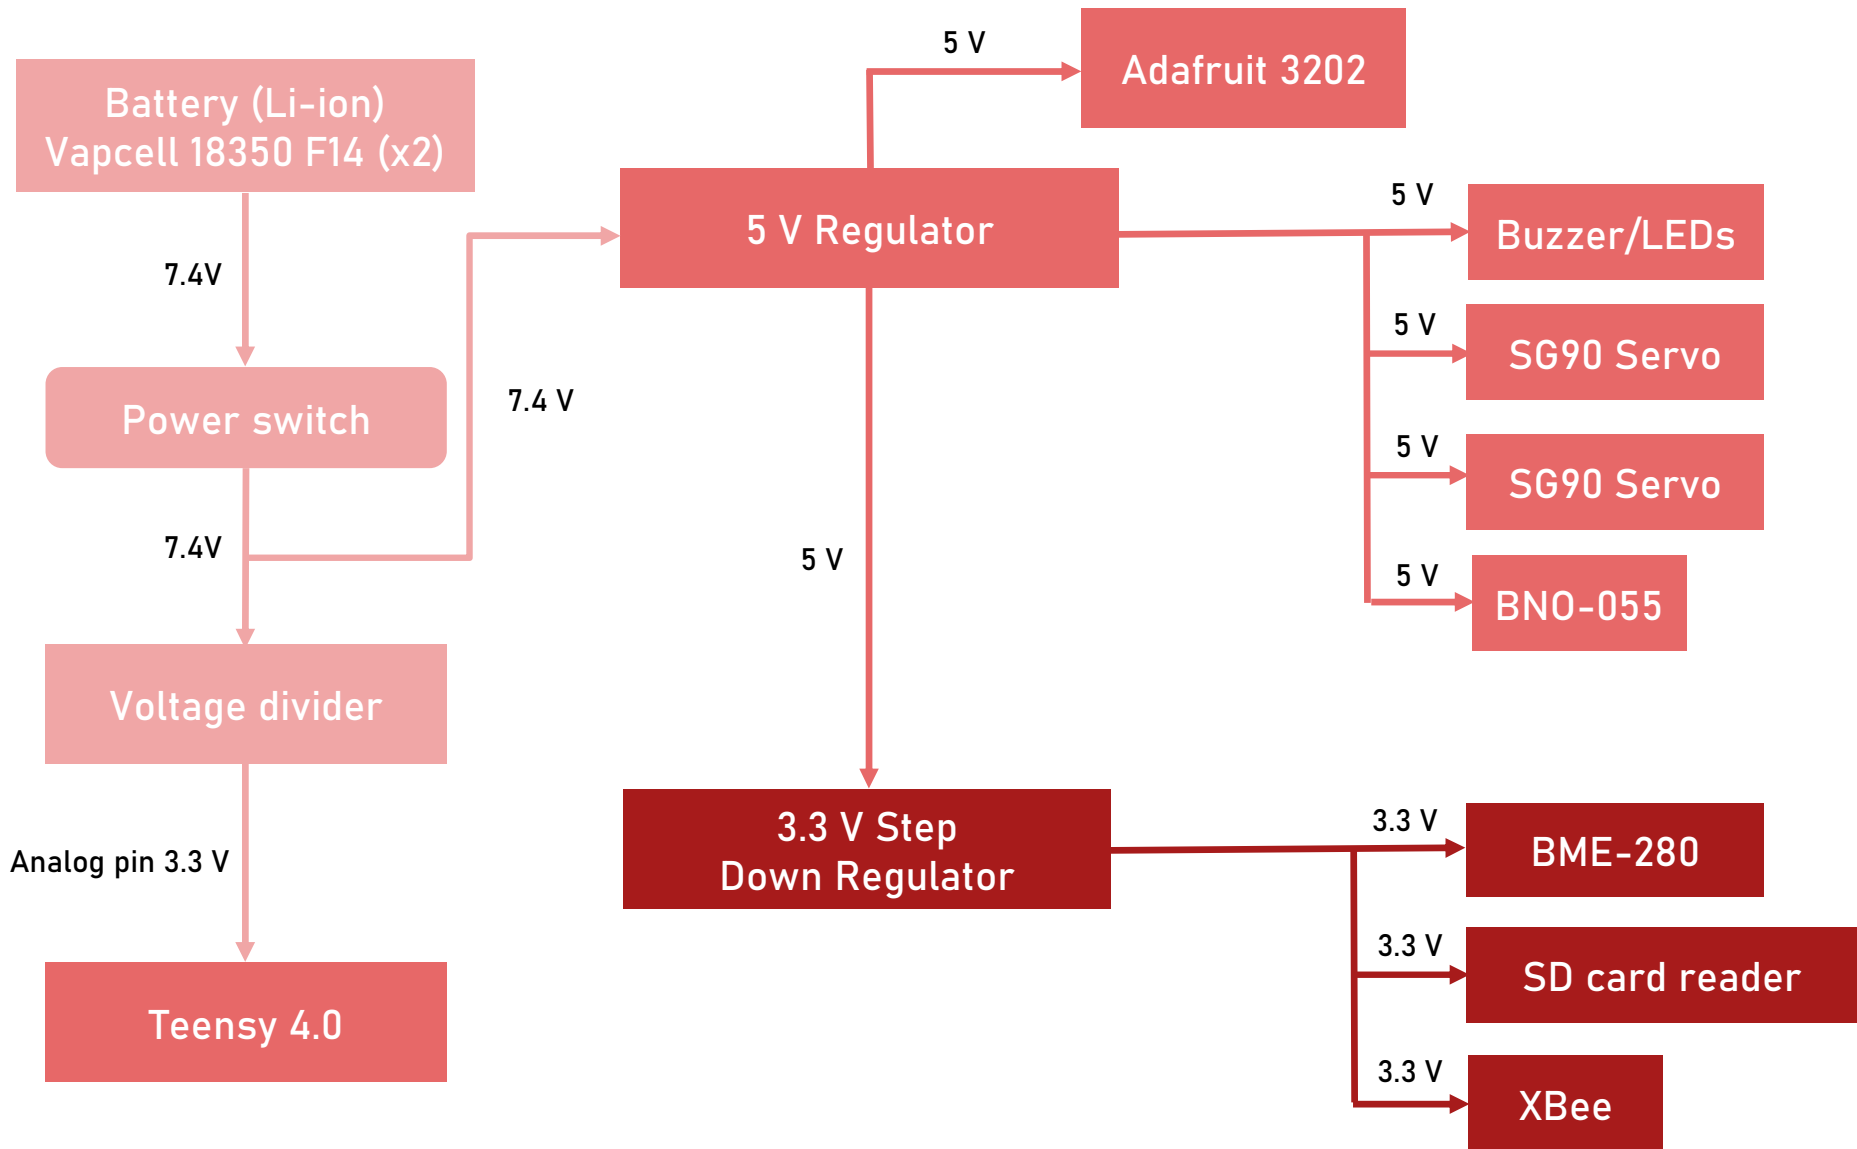 Battery (Li-ion)
Vapcell 18350 F14 (x2)
7.4V
Power switch
7.4V
7.4 V
Voltage divider
Analog pin 3.3 V
Teensy 4.0
5 V
Adafruit 3202
5 V Regulator
5 V
Buzzer/LEDs
5 V
SG90 Servo
5 V
SG90 Servo
5 V
BNO-055
5 V
3.3 V Step
Down Regulator
3.3 V
BME-280
3.3 V
SD card reader
3.3 V
XBee